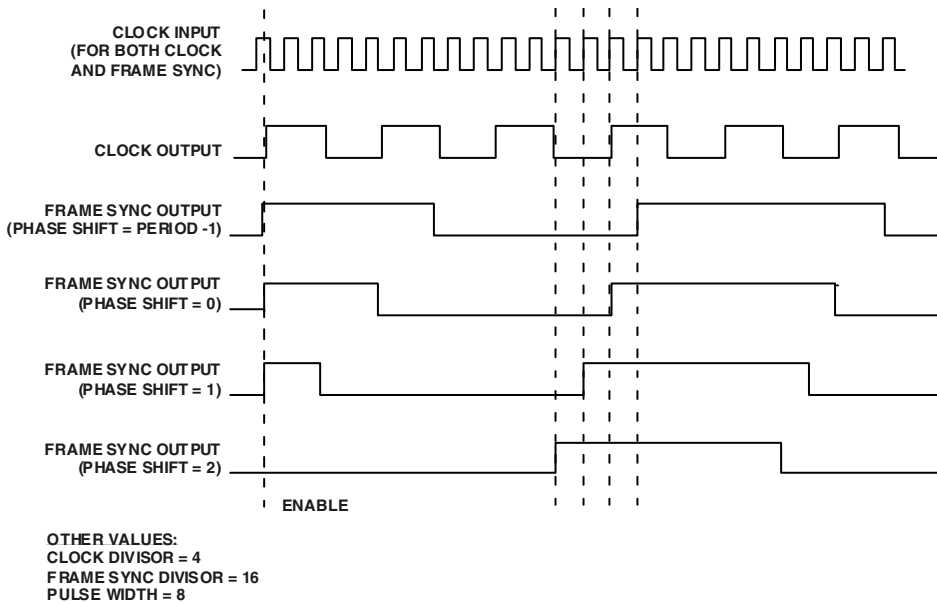 CLOCK INPUT
(FOR BOTH CLOCK
AND FRAME SYNC)
CLOCK OUTPUT
FRAME SYNC OUTPUT
(PHASE SHIFT = PERIOD -1)
FRAME SYNC OUTPUT
(PHASE SHIFT = 0)
FRAME SYNC OUTPUT
(PHASE SHIFT = 1)
FRAME SYNC OUTPUT
(PHASE SHIFT = 2)
ENABLE
OTHER VALUES:
CLOCK DIVISOR = 4
FRAME SYNC DIVISOR = 16
PULSE WIDTH = 8